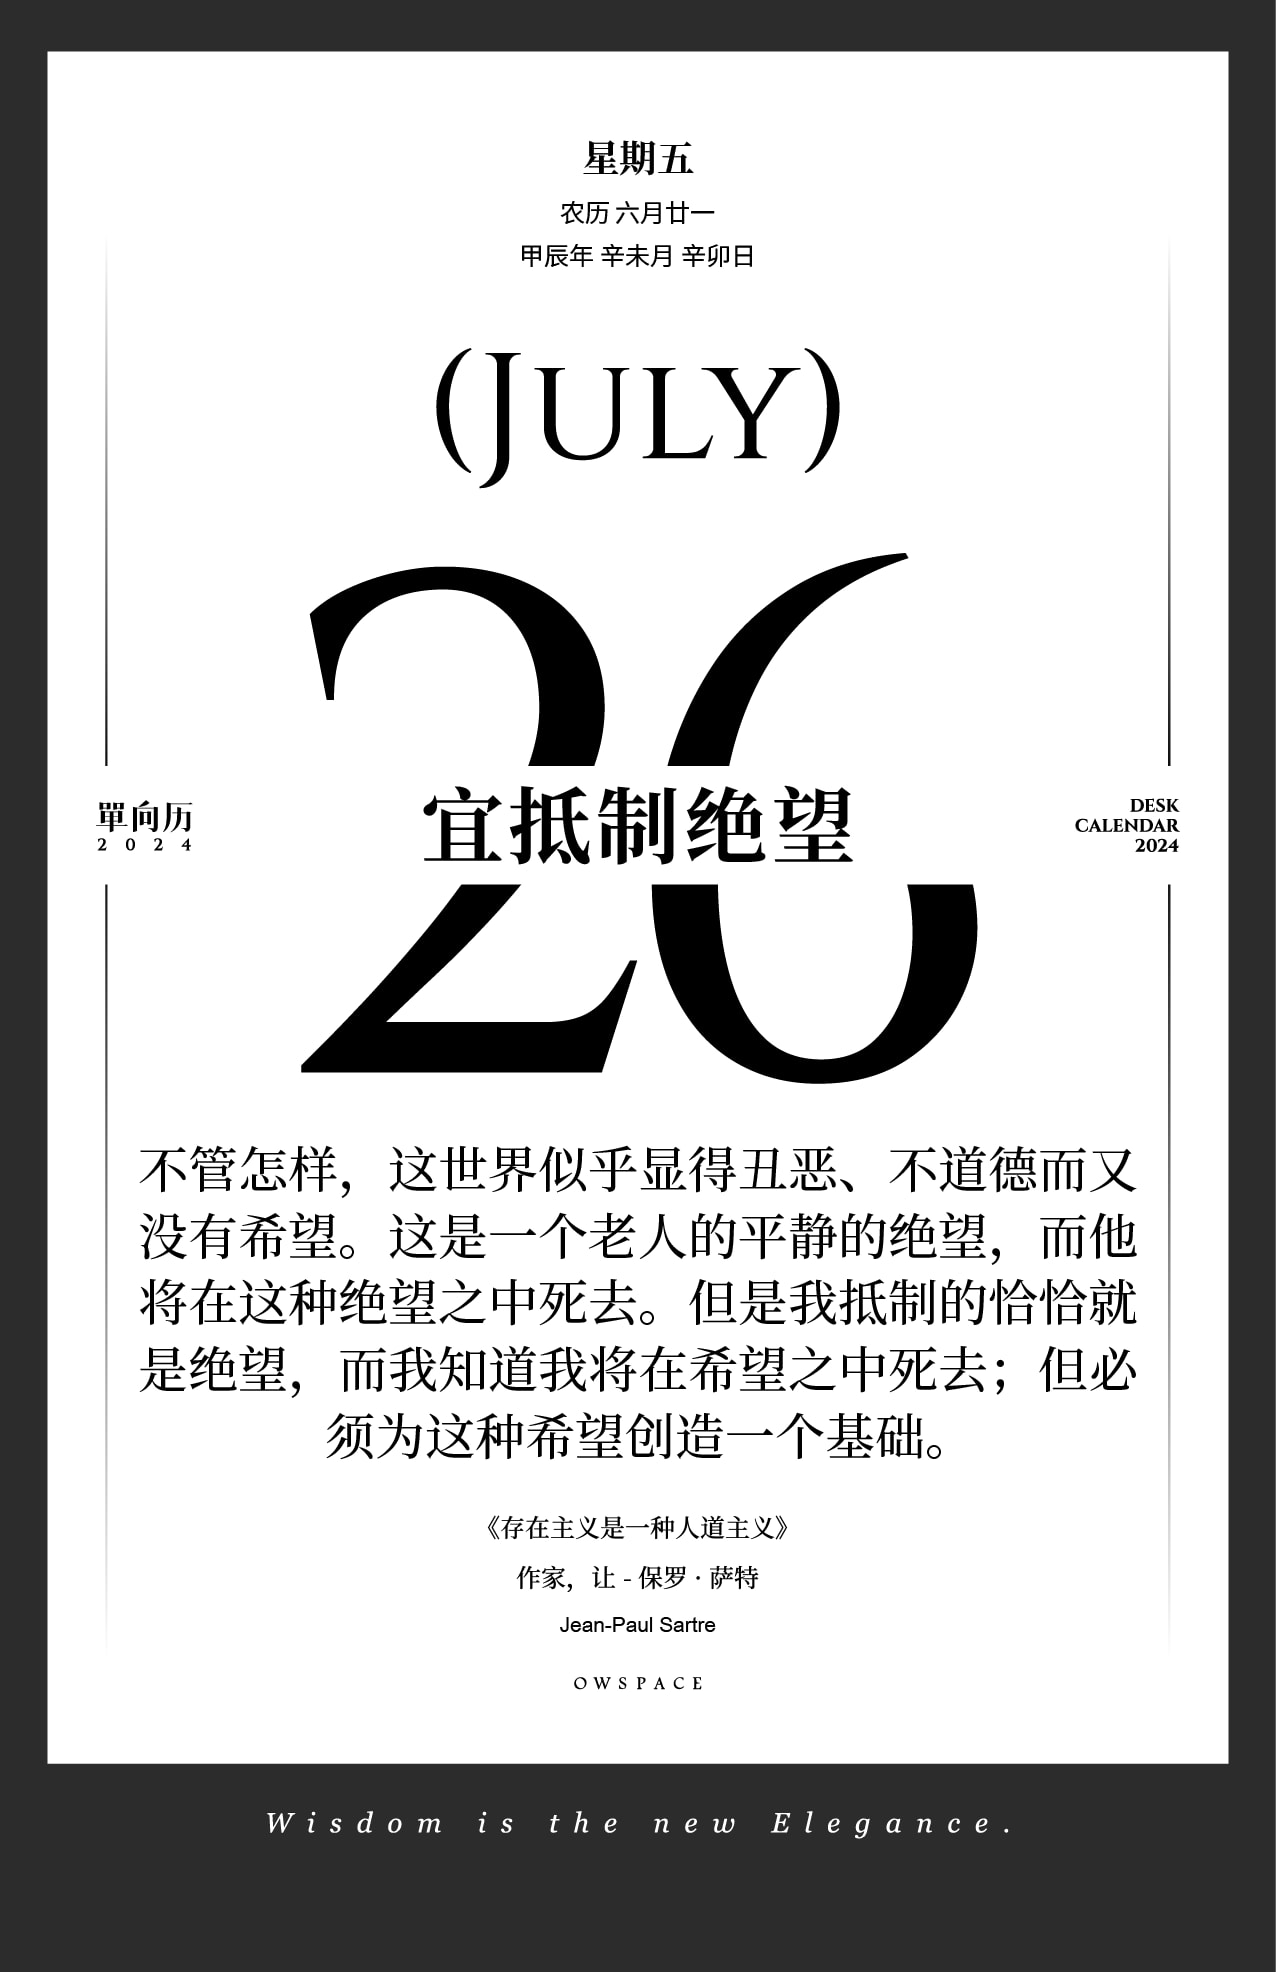 星期五
农历 六月廿一
甲辰年 辛未月 辛卯日
(JULY)
26
單向历
2024
宜抵制绝望
DESK
CALENDAR
2024
不管怎样，这世界似乎显得丑恶、不道德而又
没有希望。这是一个老人的平静的绝望，而他
将在这种绝望之中死去。但是我抵制的恰恰就
是绝望，而我知道我将在希望之中死去；但必
须为这种希望创造一个基础。
《存在主义是一种人道主义》
作家，让 - 保罗 · 萨特
Jean-Paul Sartre
OWSPACE
Wisdom is the new Elegance.